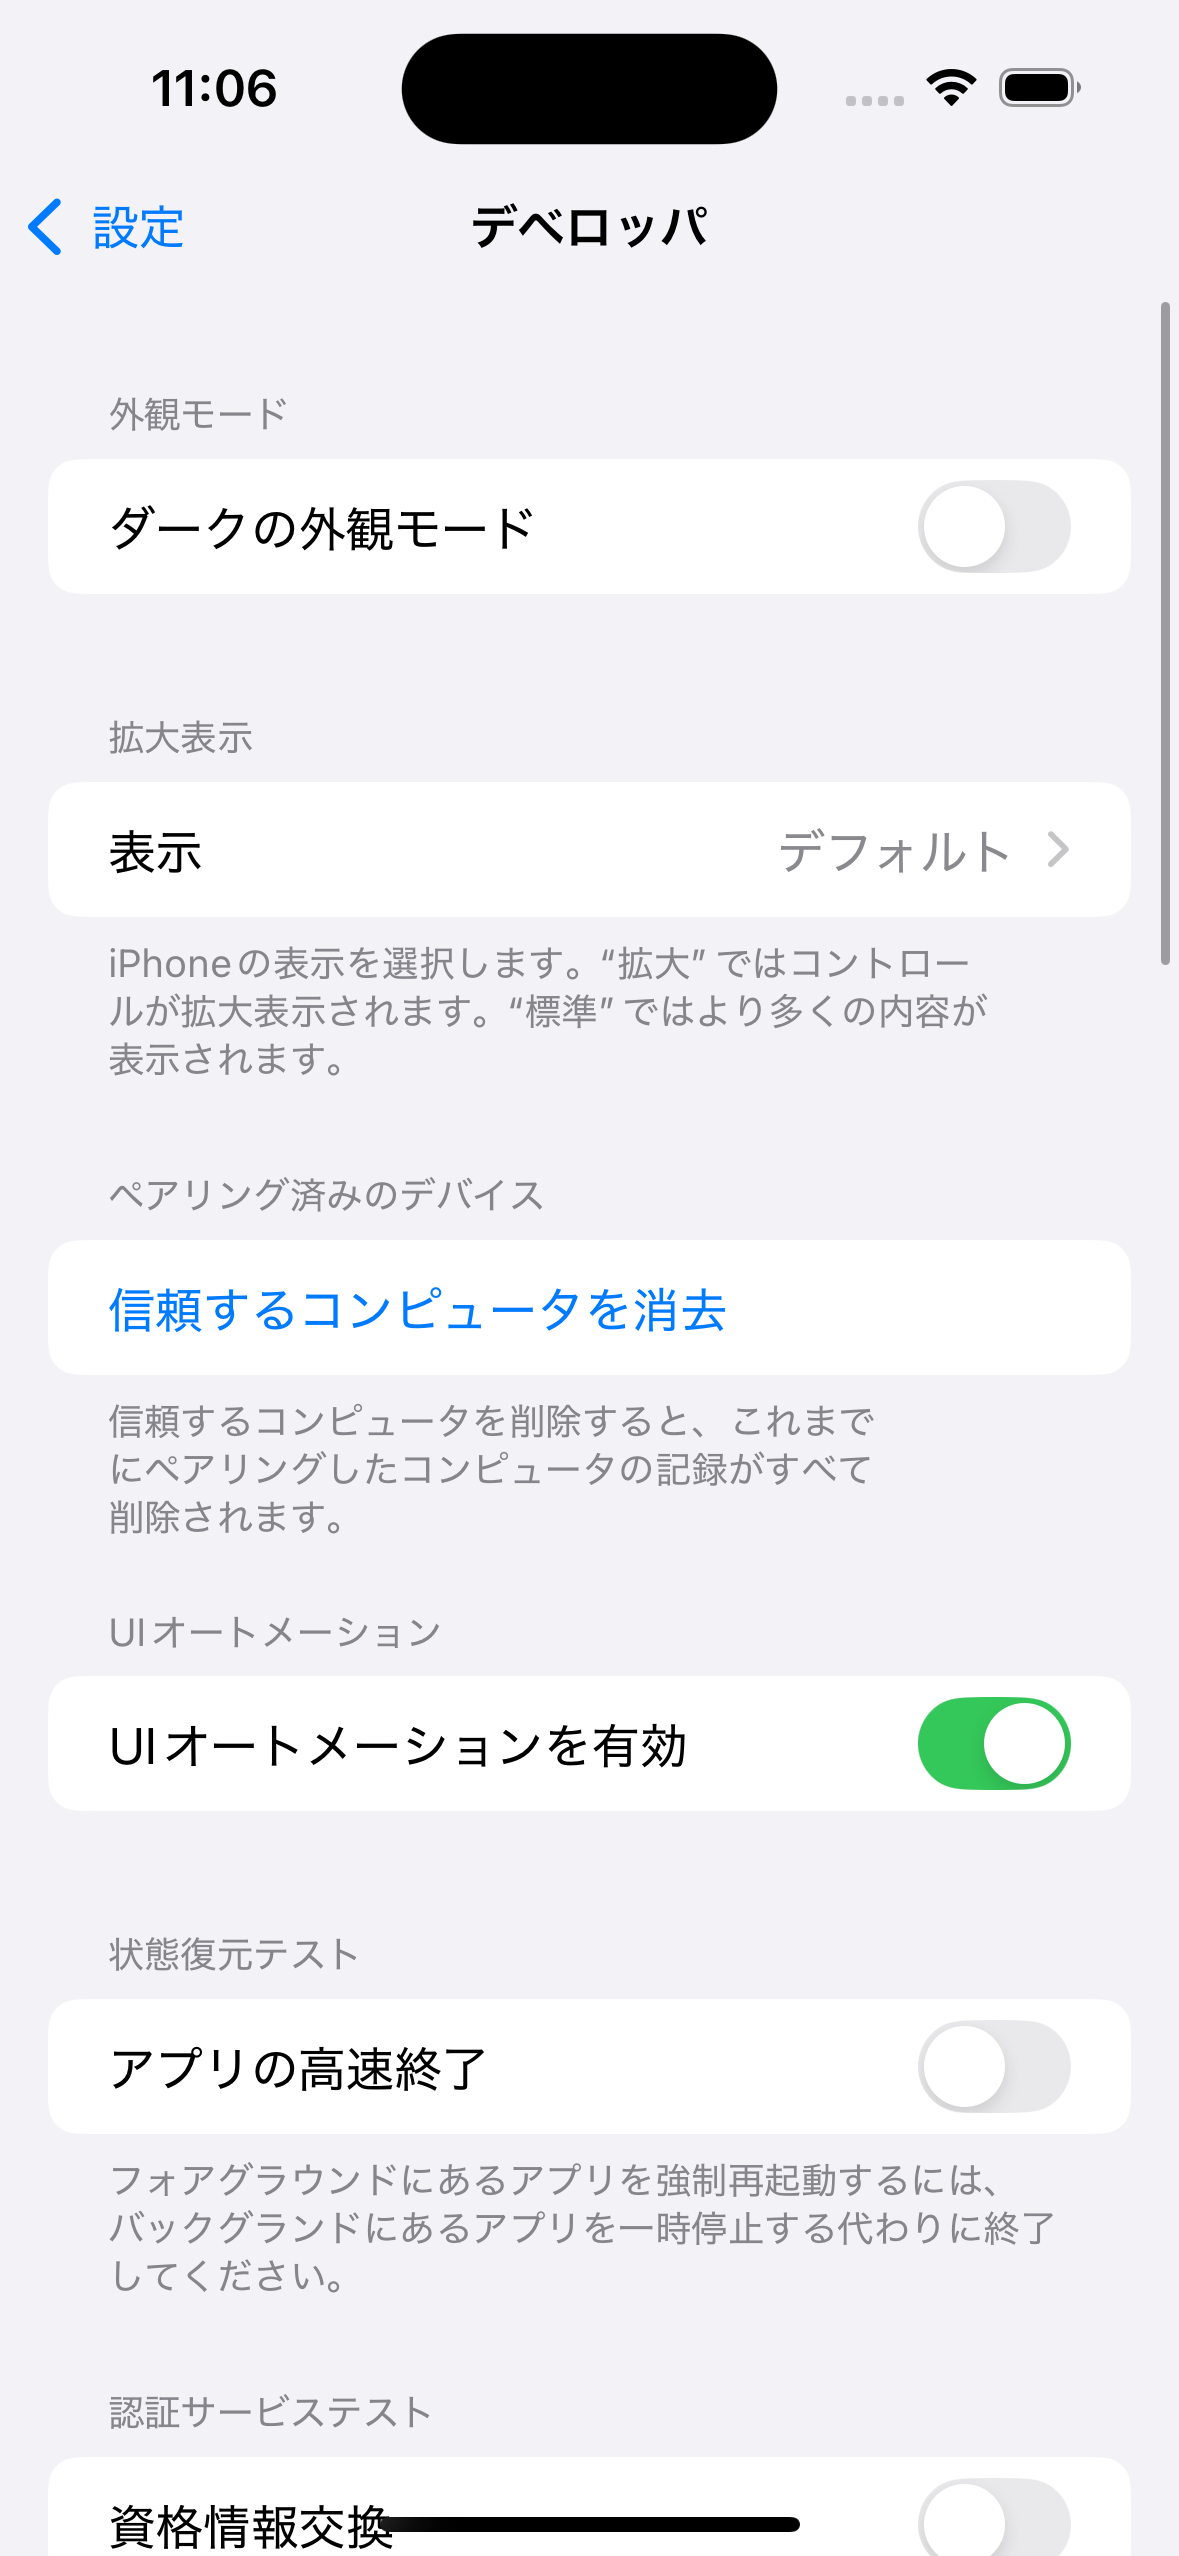 11:06
設定
デベロッパ
外観モード
ダークの外観モード
拡大表示
表示
デフォルト
iPhoneの表示を選択します。“拡大”ではコントロー
ルが拡大表示されます。“標準”ではより多くの内容が
表示されます。
ペアリング済みのデバイス
信頼するコンピュータを消去
信頼するコンピュータを削除すると、これまで
にペアリングしたコンピュータの記録がすべて
削除されます。
UIオートメーション
UIオートメーションを有効
状態復元テスト
アプリの高速終了
フォアグラウンドにあるアプリを強制再起動するには、
バックグランドにあるアプリを一時停止する代わりに終了
してください。
認証サービステスト
資格情報交換